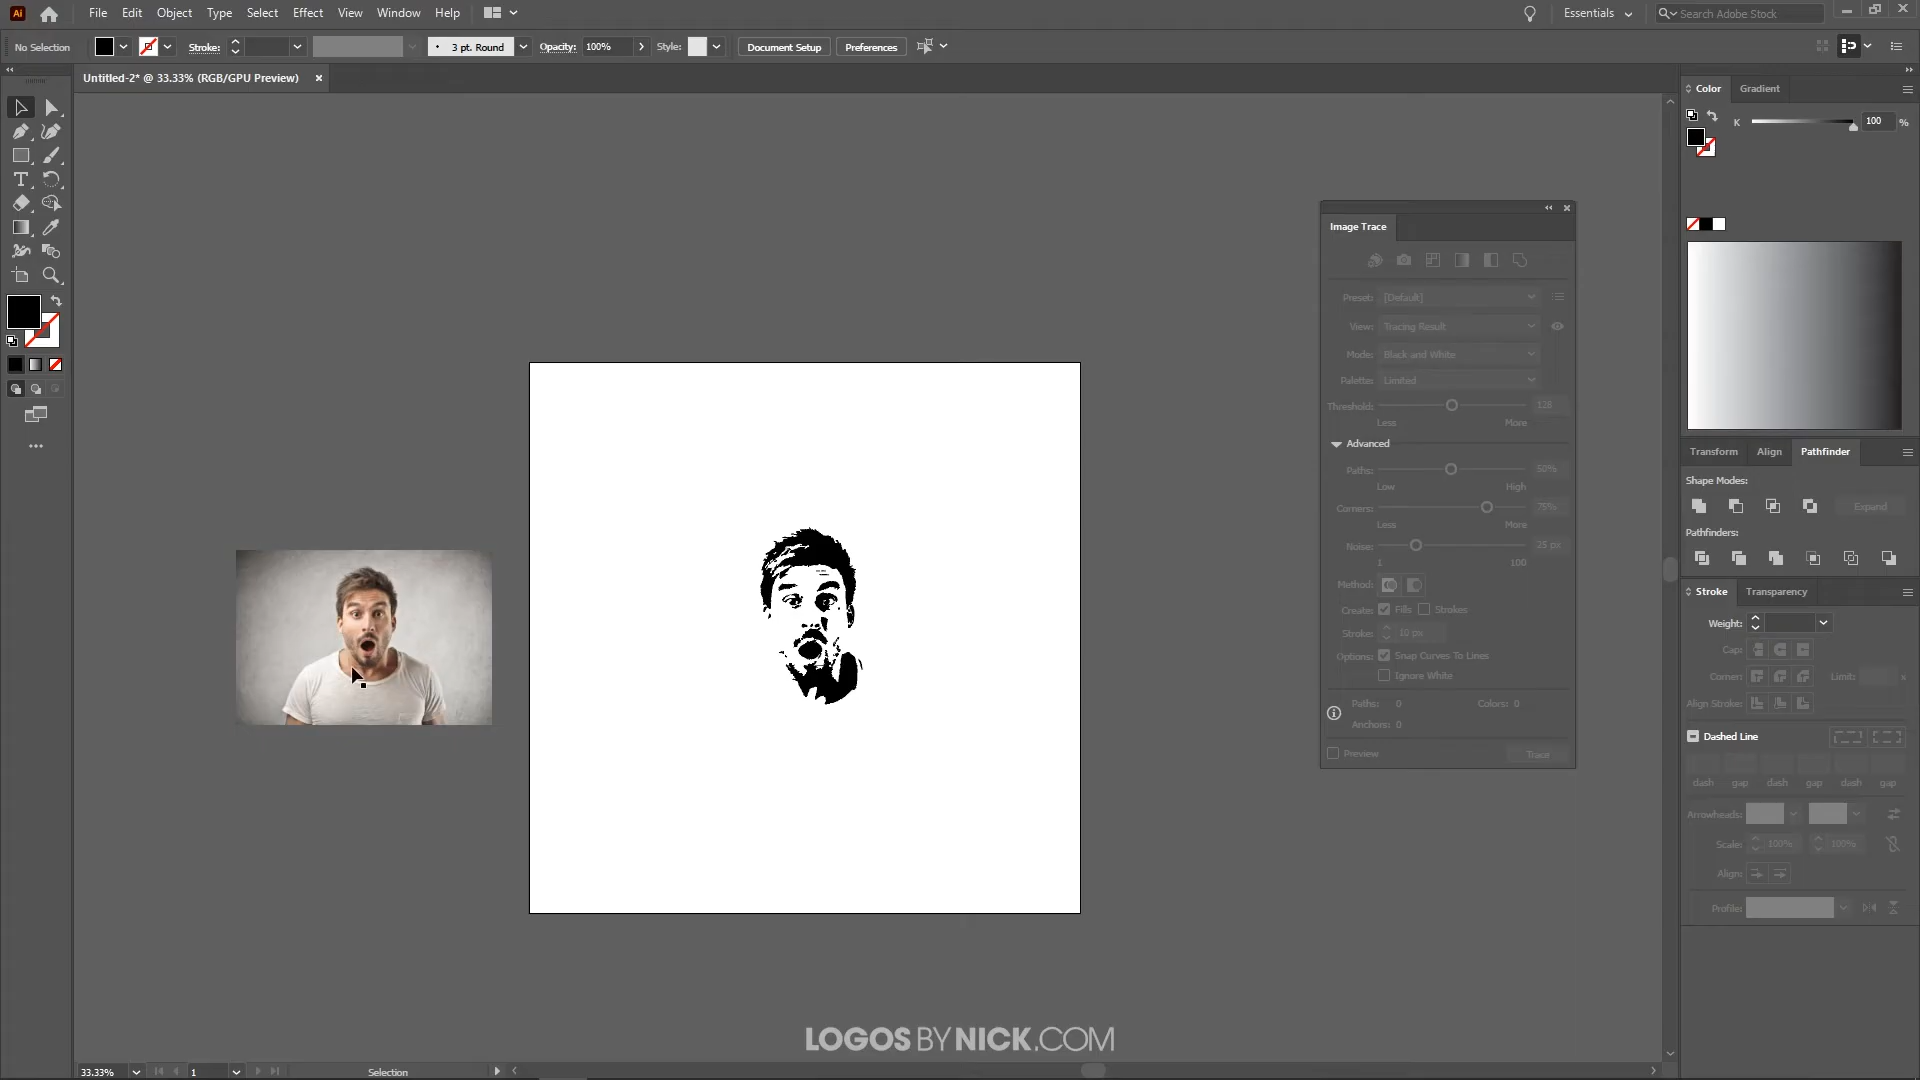 Ai File Edit Object Type Select Effect View Window Help Essentials Search Adobe Stock
No Selection Stroke: 3 pt. Round Opacity: 100% Style: Document Setup Preferences
Untitled-2* @ 33.33% (RGB/GPU Preview)
Image Trace
Preset: [Default]
View: Tracing Result
Mode: Black and White
Palette: Limited
Threshold: 128
Less More
Advanced
Paths: 50%
Low High
Corners: 75%
Less More
Noise: 25 px
1 100
Method:
Create: Fills Strokes
Stroke: 10 px
Options: Snap Curves To Lines
Ignore White
Paths: 0 Colors: 0
Anchors: 0
Preview Trace
Color Gradient
K 100 %
Transform Align Pathfinder
Shape Modes:
Expand
Pathfinders:
Stroke Transparency
Weight:
Cap:
Corner: Limit: x
Align Stroke:
Dashed Line
dash gap dash gap dash gap
Arrowheads:
Scale: 100% 100%
Align:
Profile:
LOGOS BY NICK.COM
33.33% 1 Selection